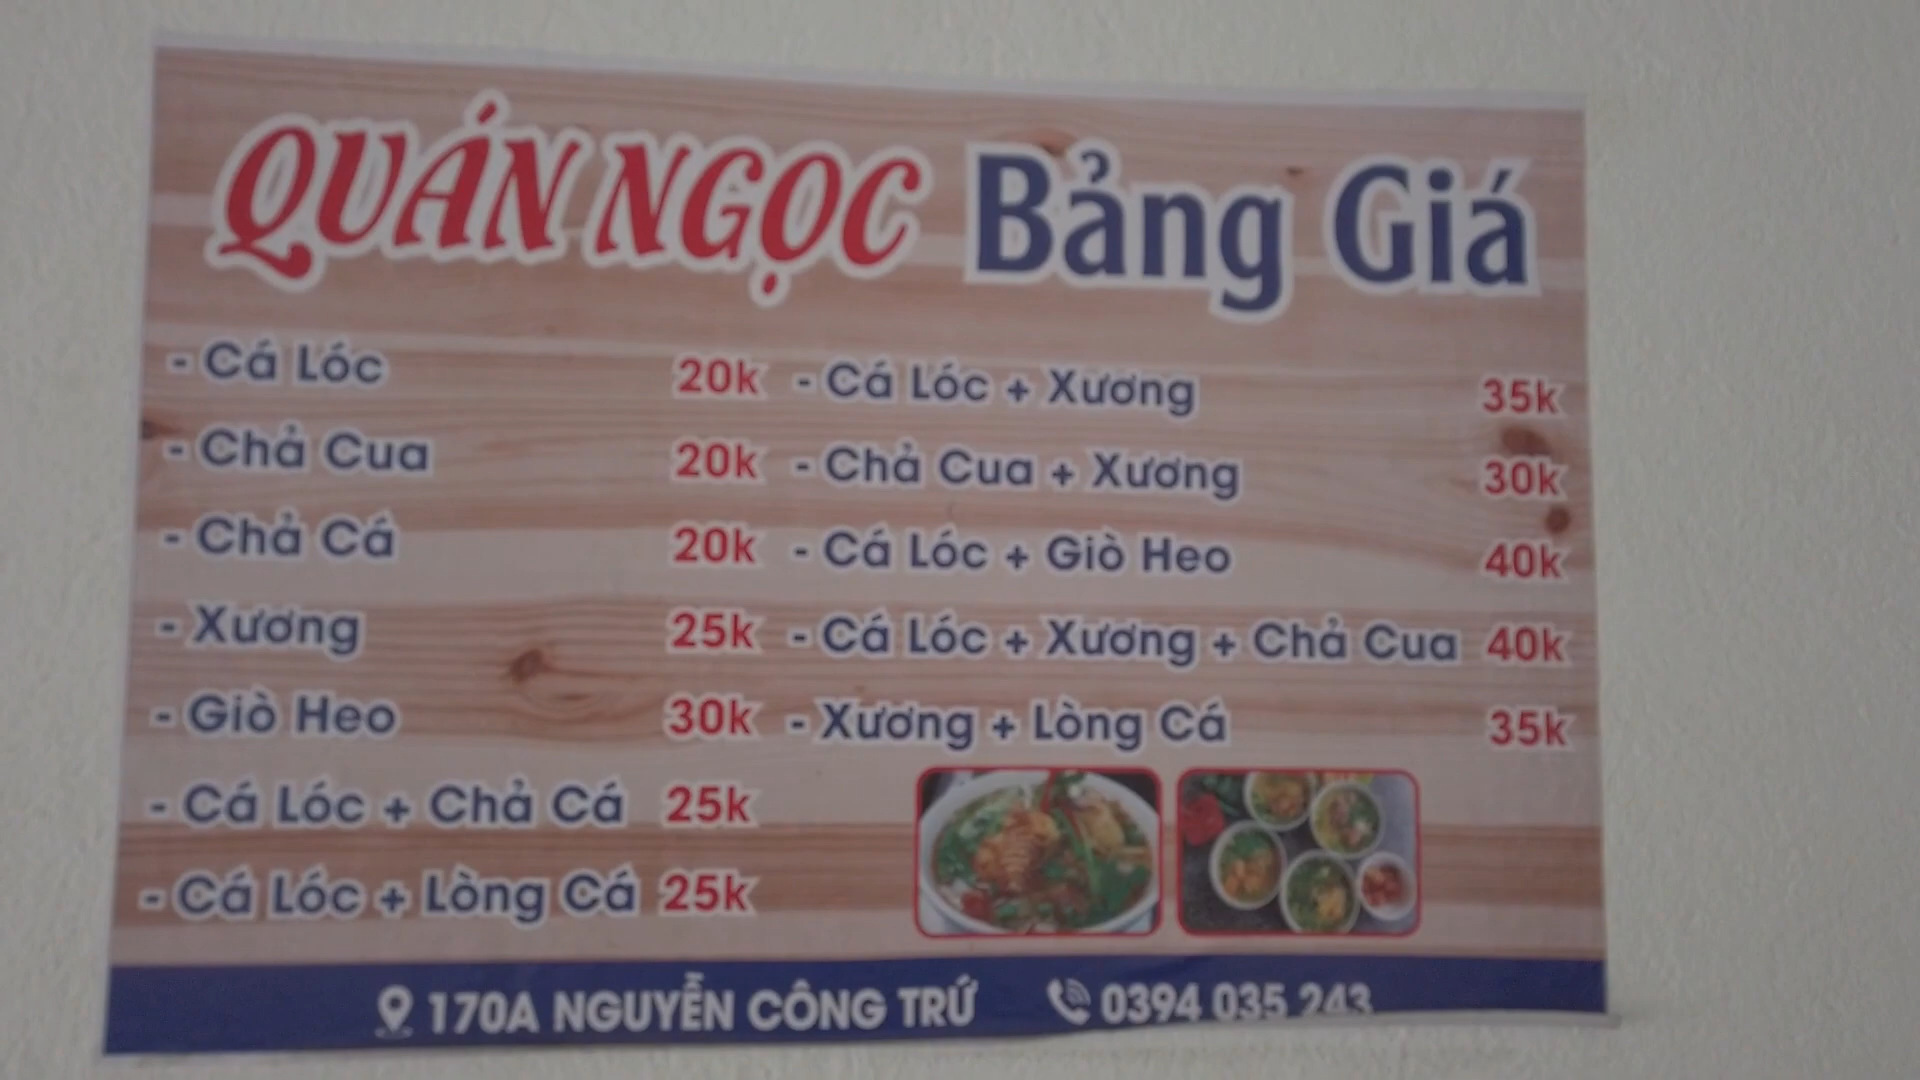 QUÁN NGỌC Bảng Giá
- Cá Lóc 20k
- Chả Cua 20k
- Chả Cá 20k
- Xương 25k
- Giò Heo 30k
- Cá Lóc + Chả Cá 25k
- Cá Lóc + Lòng Cá 25k
- Cá Lóc + Xương 35k
- Chả Cua + Xương 30k
- Cá Lóc + Giò Heo 40k
- Cá Lóc + Xương + Chả Cua 40k
- Xương + Lòng Cá 35k
170A NGUYỄN CÔNG TRỨ 0394 035 243